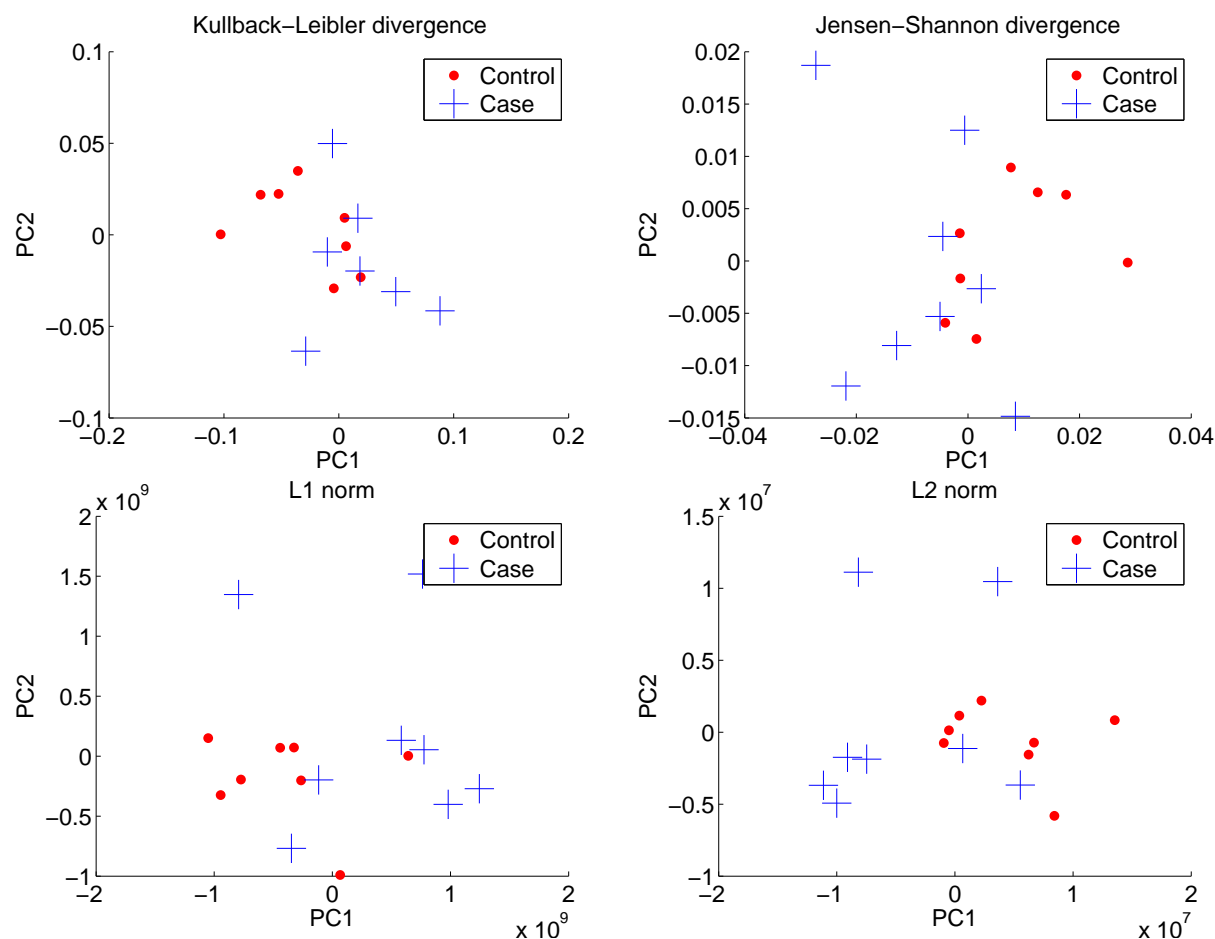 Kullback−Leibler divergence
0.1
0.05
0
−0.05
−0.1
PC2
−0.2
−0.1
0
0.1
0.2
PC1
Control
Case
Jensen−Shannon divergence
0.02
0.015
0.01
0.005
0
−0.005
−0.01
−0.015
PC2
−0.04
−0.02
0
0.02
0.04
PC1
Control
Case
L1 norm
x 10^9
2
1.5
1
0.5
0
−0.5
−1
PC2
−2
−1
0
1
2
PC1
x 10^9
Control
Case
L2 norm
x 10^7
1.5
1
0.5
0
−0.5
−1
PC2
−2
−1
0
1
2
PC1
x 10^7
Control
Case